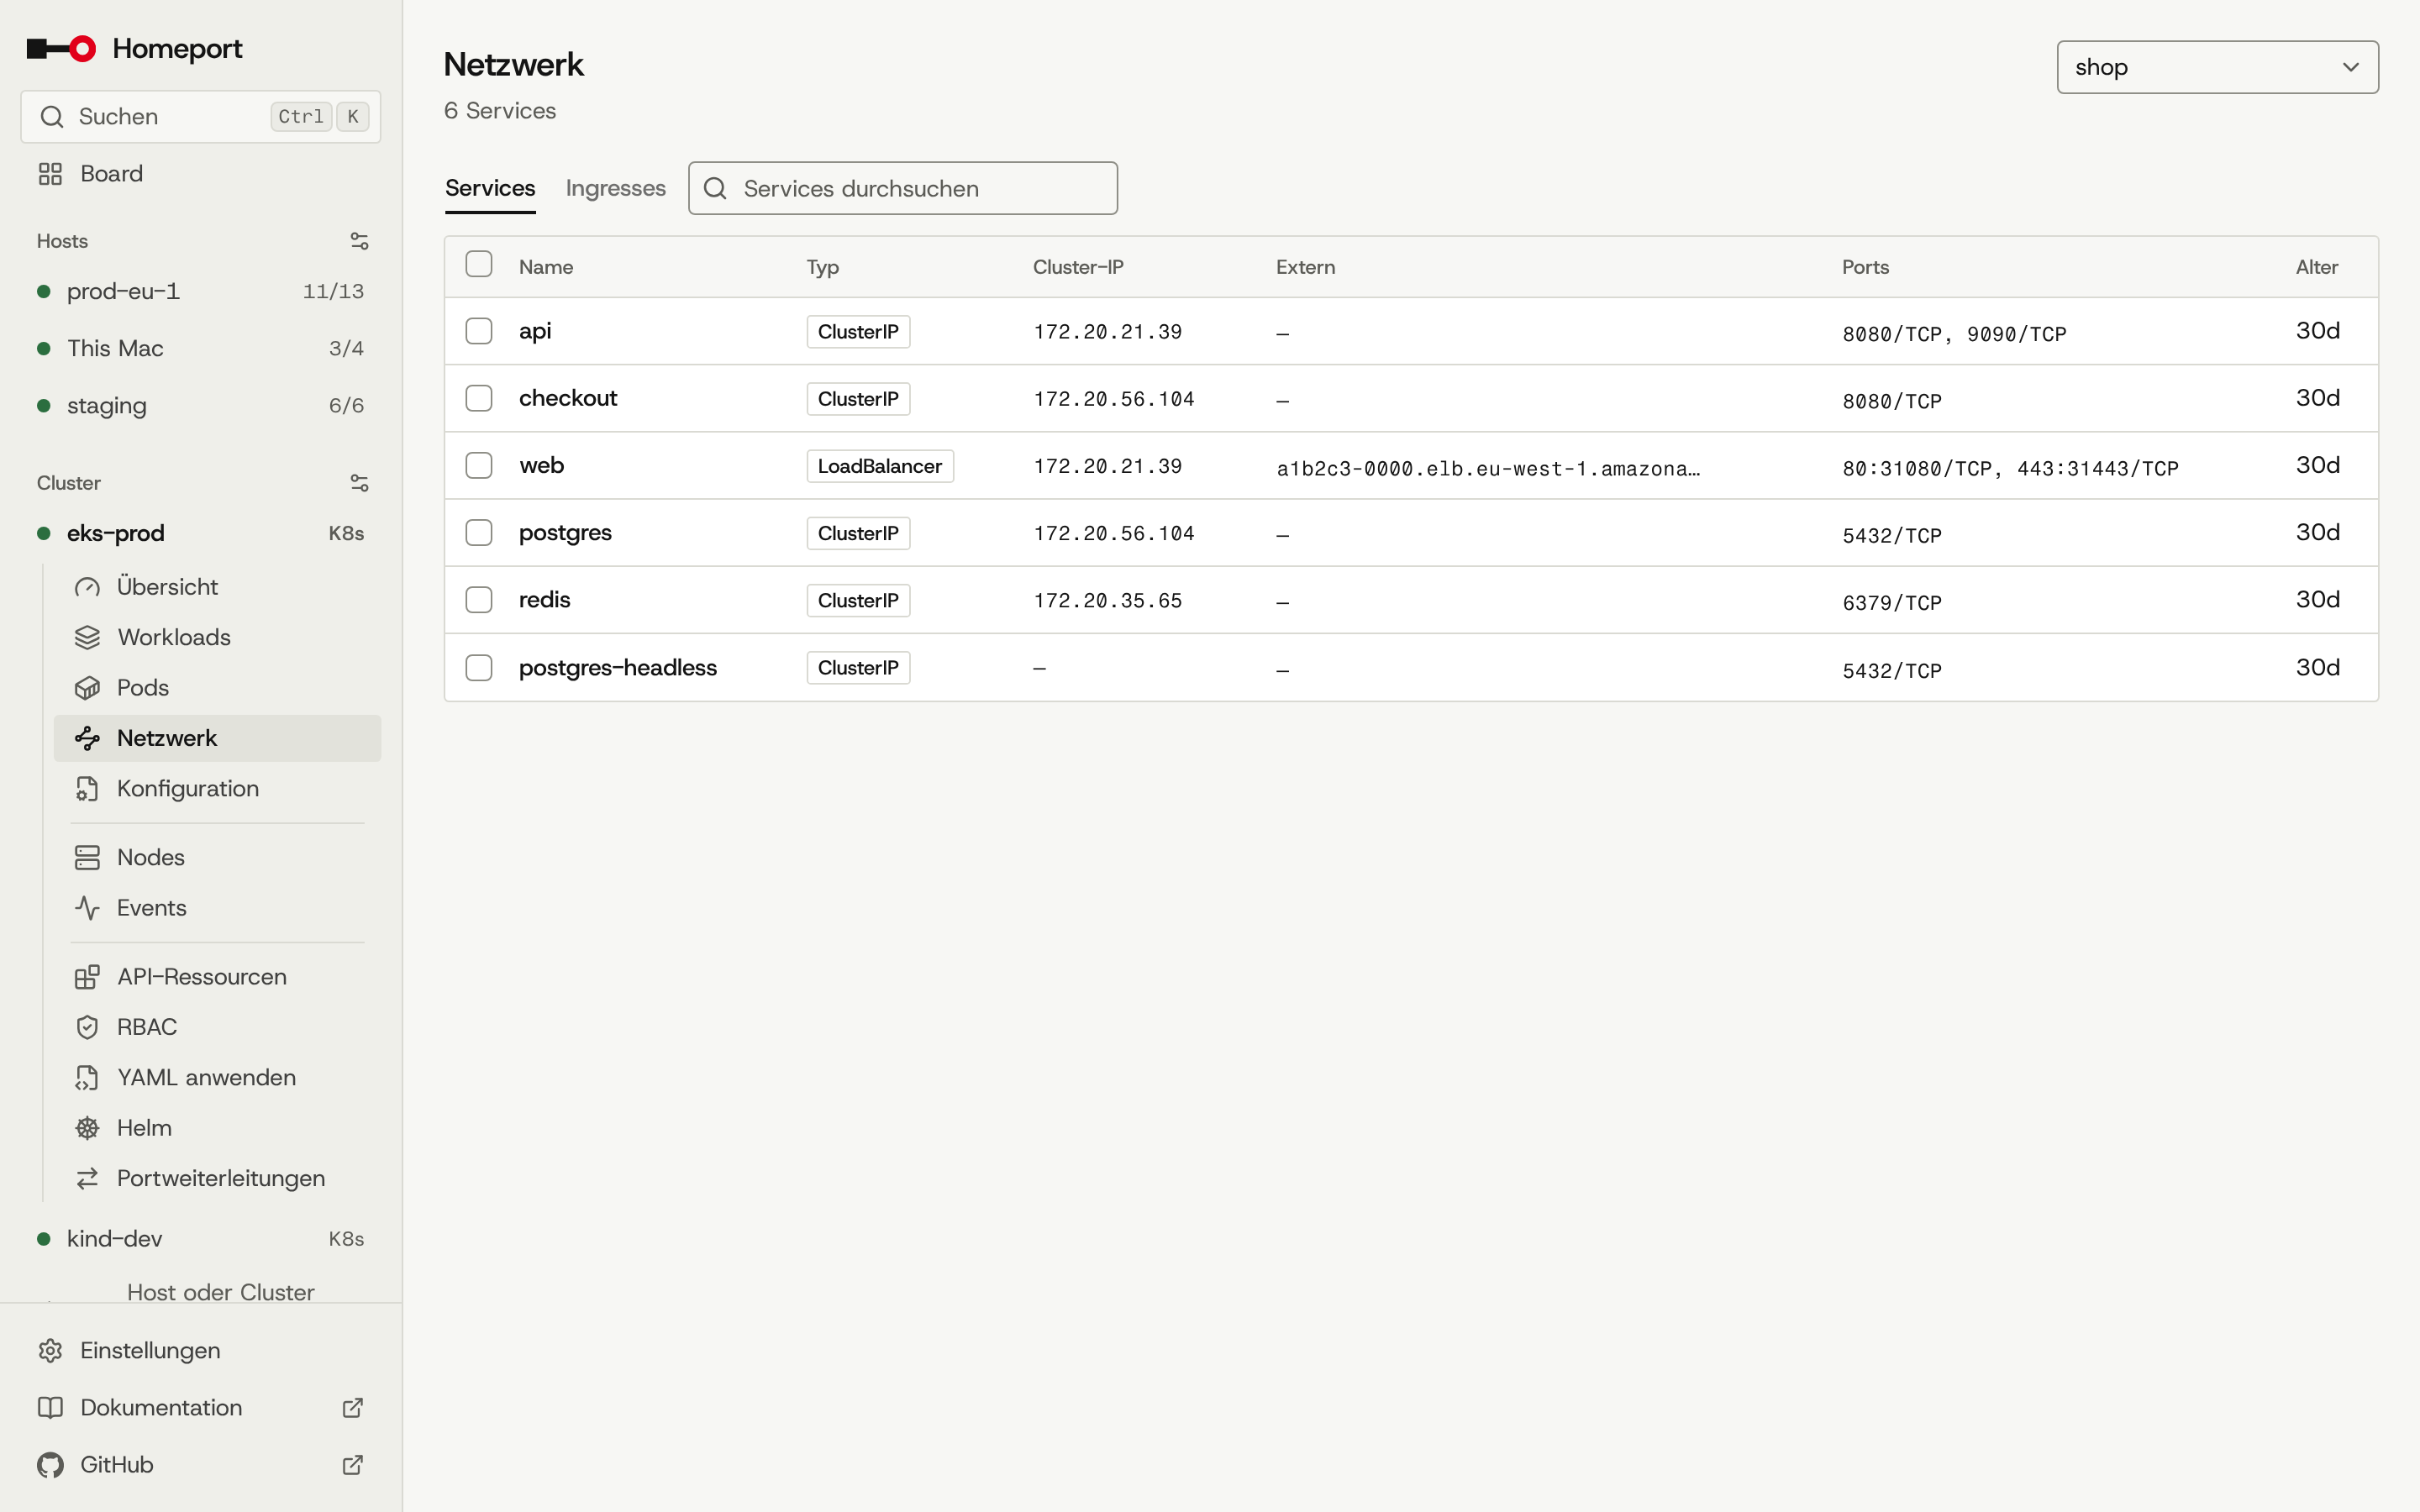 Homeport
Suchen Ctrl K
Board
Hosts
prod-eu-1 11/13
This Mac 3/4
staging 6/6
Cluster
eks-prod K8s
Übersicht
Workloads
Pods
Netzwerk
Konfiguration
Nodes
Events
API-Ressourcen
RBAC
YAML anwenden
Helm
Portweiterleitungen
kind-dev K8s
Host oder Cluster
Einstellungen
Dokumentation
GitHub
Netzwerk
6 Services
shop
Services Ingresses Services durchsuchen
Name Typ Cluster-IP Extern Ports Alter
api ClusterIP 172.20.21.39 – 8080/TCP, 9090/TCP 30d
checkout ClusterIP 172.20.56.104 – 8080/TCP 30d
web LoadBalancer 172.20.21.39 a1b2c3-0000.elb.eu-west-1.amazona… 80:31080/TCP, 443:31443/TCP 30d
postgres ClusterIP 172.20.56.104 – 5432/TCP 30d
redis ClusterIP 172.20.35.65 – 6379/TCP 30d
postgres-headless ClusterIP – – 5432/TCP 30d